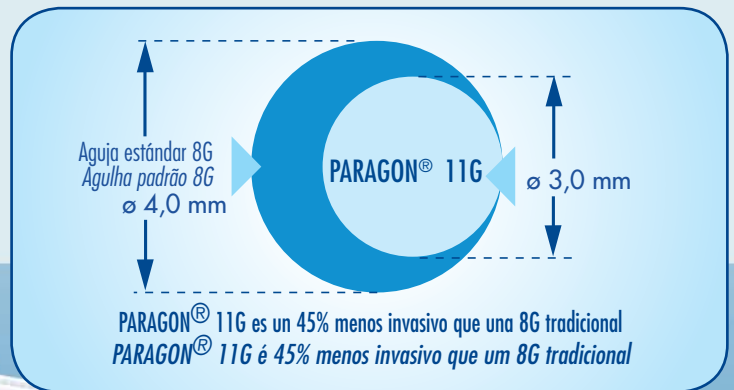 Aguja estándar 8G
Agulha padrão 8G
ø 4,0 mm
PARAGON® 11G
ø 3,0 mm
PARAGON® 11G es un 45% menos invasivo que una 8G tradicional
PARAGON® 11G é 45% menos invasivo que um 8G tradicional